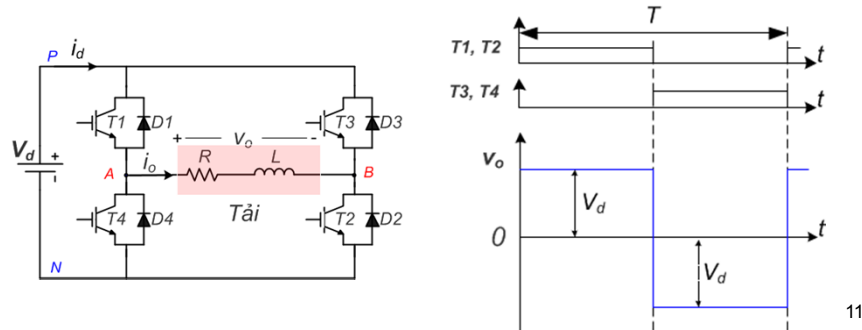 P
i_d
T1 D1
T3 D3
+ v_o -
V_d + -
A
i_o
R
L
B
T4 D4
Tải
T2 D2
N
T
T1, T2
t
T3, T4
t
v_o
V_d
0
t
V_d
11